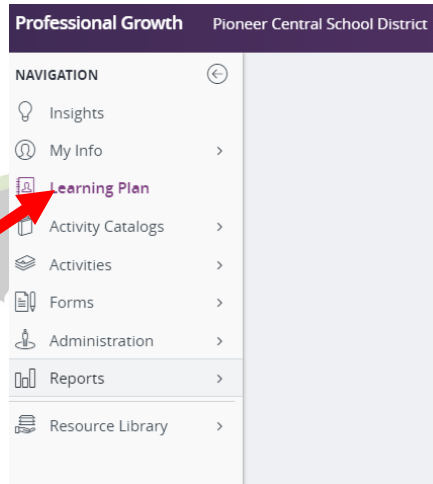 Professional Growth Pioneer Central School District
NAVIGATION
Insights
My Info
Learning Plan
Activity Catalogs
Activities
Forms
Administration
Reports
Resource Library